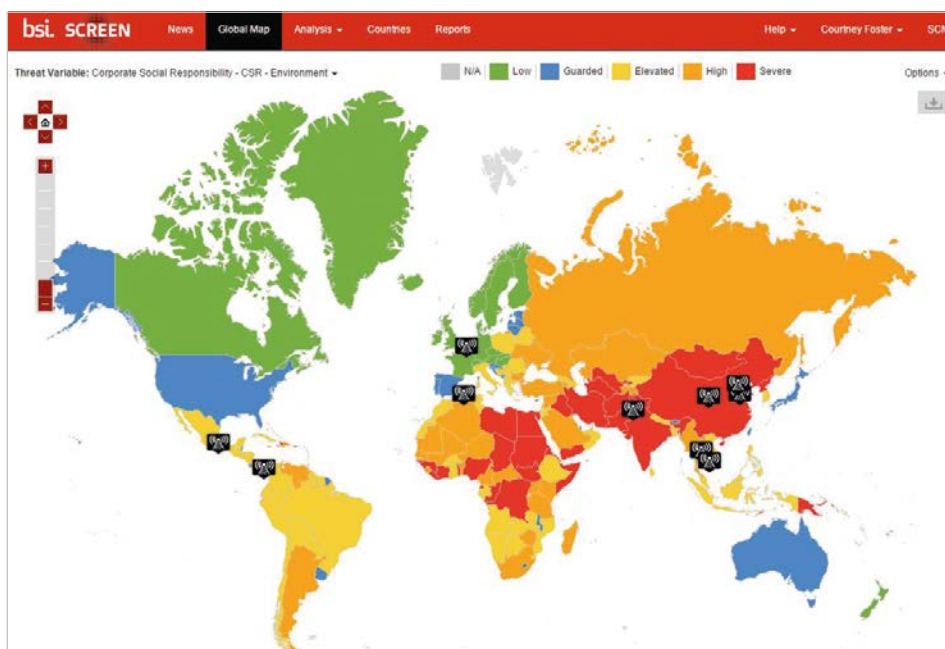 bsi. SCREEN News Global Map Analysis Countries Reports Help Courtney Foster SCM
Threat Variable: Corporate Social Responsibility - CSR - Environment N/A Low Guarded Elevated High Severe Options